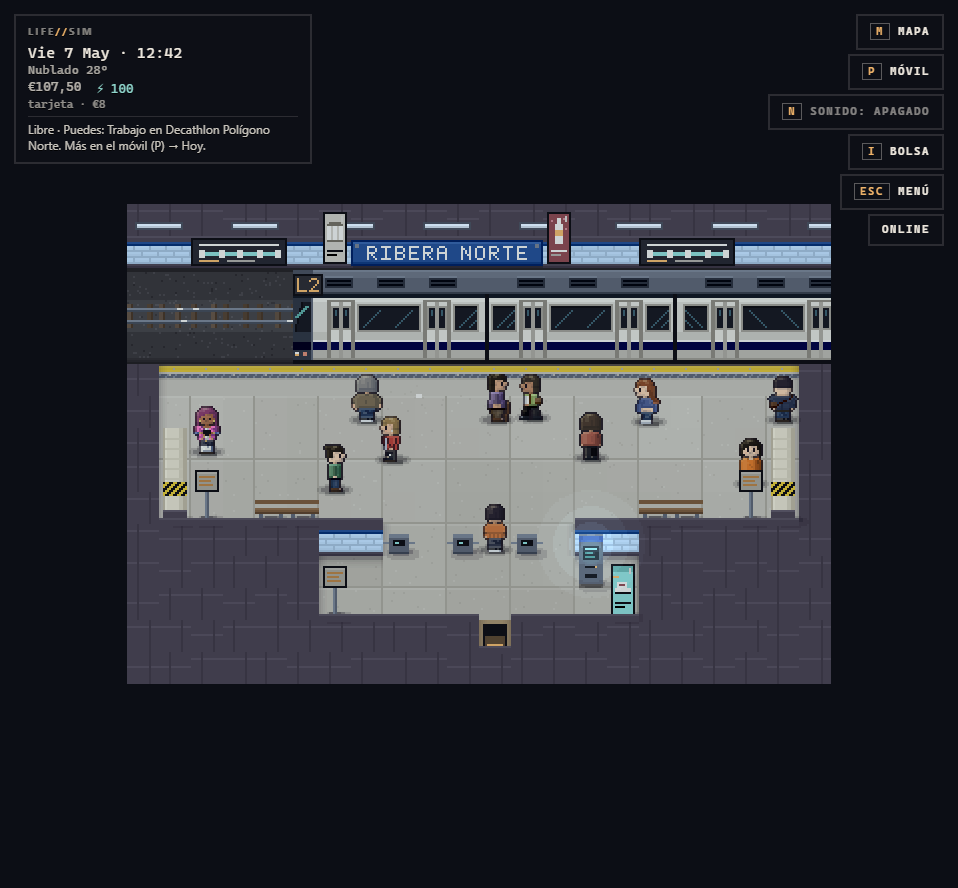 LIFE//SIM
Vie 7 May · 12:42
Nublado 28º
€107,50 ⚡ 100
tarjeta · €8
Libre · Puedes: Trabajo en Decathlon Polígono
Norte. Más en el móvil (P) → Hoy.
M MAPA
P MÓVIL
N SONIDO: APAGADO
I BOLSA
ESC MENÚ
ONLINE
RIBERA NORTE
L2